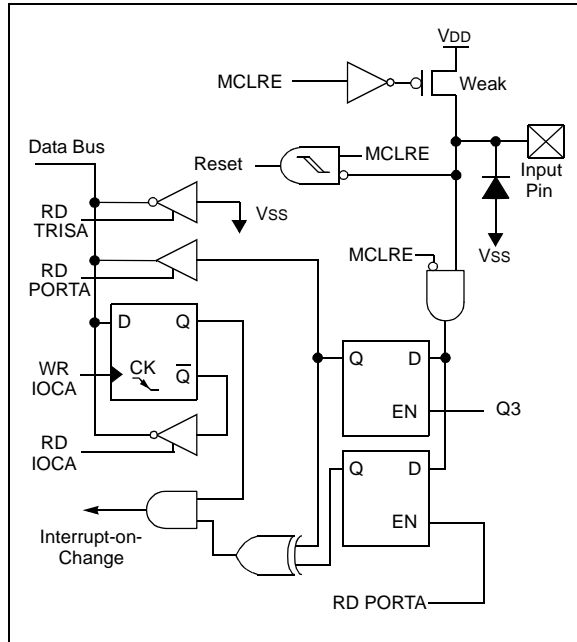 VDD
MCLRE
Weak
Data Bus
Reset
MCLRE
Input
Pin
RD
TRISA
VSS
VSS
RD
PORTA
MCLRE
D
Q
Q
D
WR
IOCA
CK
Q
EN
Q3
RD
IOCA
Q
D
EN
Interrupt-on-
Change
RD PORTA